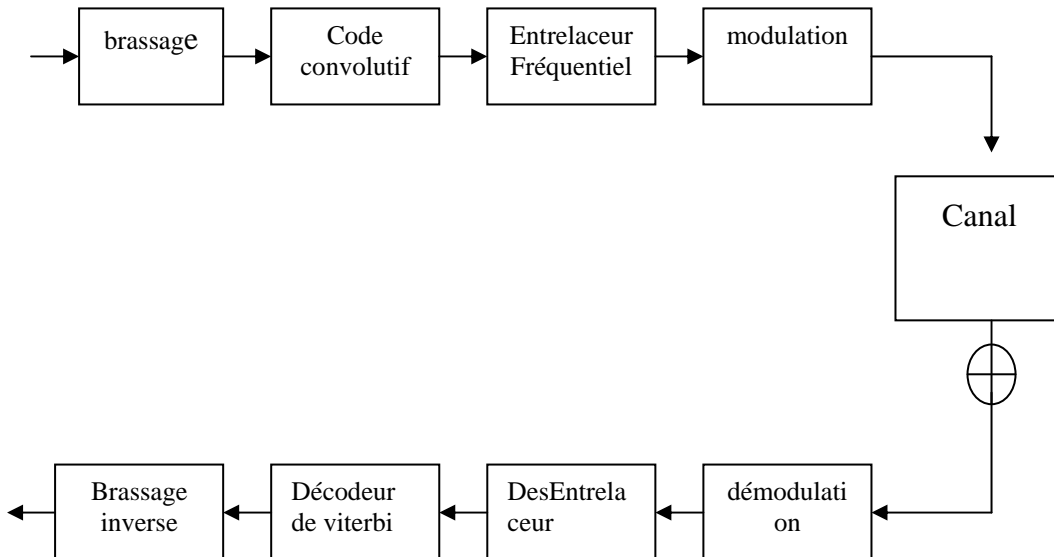 brassage
Code
convolutif
Entrelaceur
Fréquentiel
modulation
Canal
Brassage
inverse
Décodeur
de viterbi
DesEntrela
ceur
démodulati
on